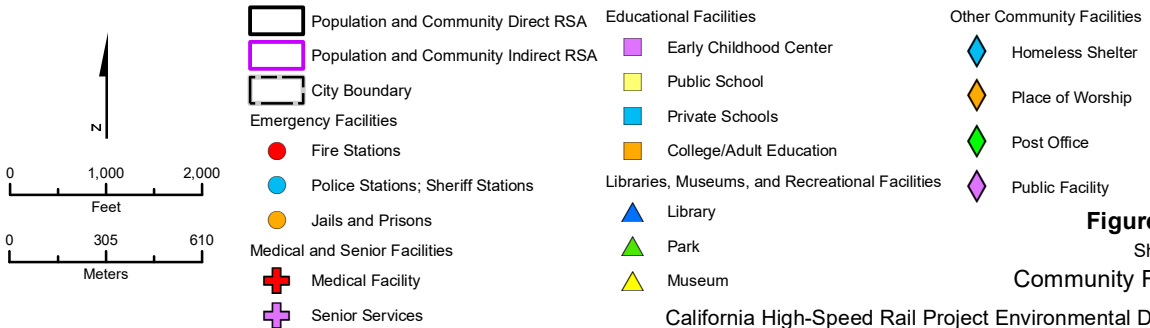 N
0 1,000 2,000
Feet
0 305 610
Meters
Population and Community Direct RSA
Population and Community Indirect RSA
City Boundary
Emergency Facilities
Fire Stations
Police Stations; Sheriff Stations
Jails and Prisons
Medical and Senior Facilities
Medical Facility
Senior Services
Educational Facilities
Early Childhood Center
Public School
Private Schools
College/Adult Education
Libraries, Museums, and Recreational Facilities
Library
Park
Museum
Other Community Facilities
Homeless Shelter
Place of Worship
Post Office
Public Facility
Figure
Sh
Community F
California High-Speed Rail Project Environmental D